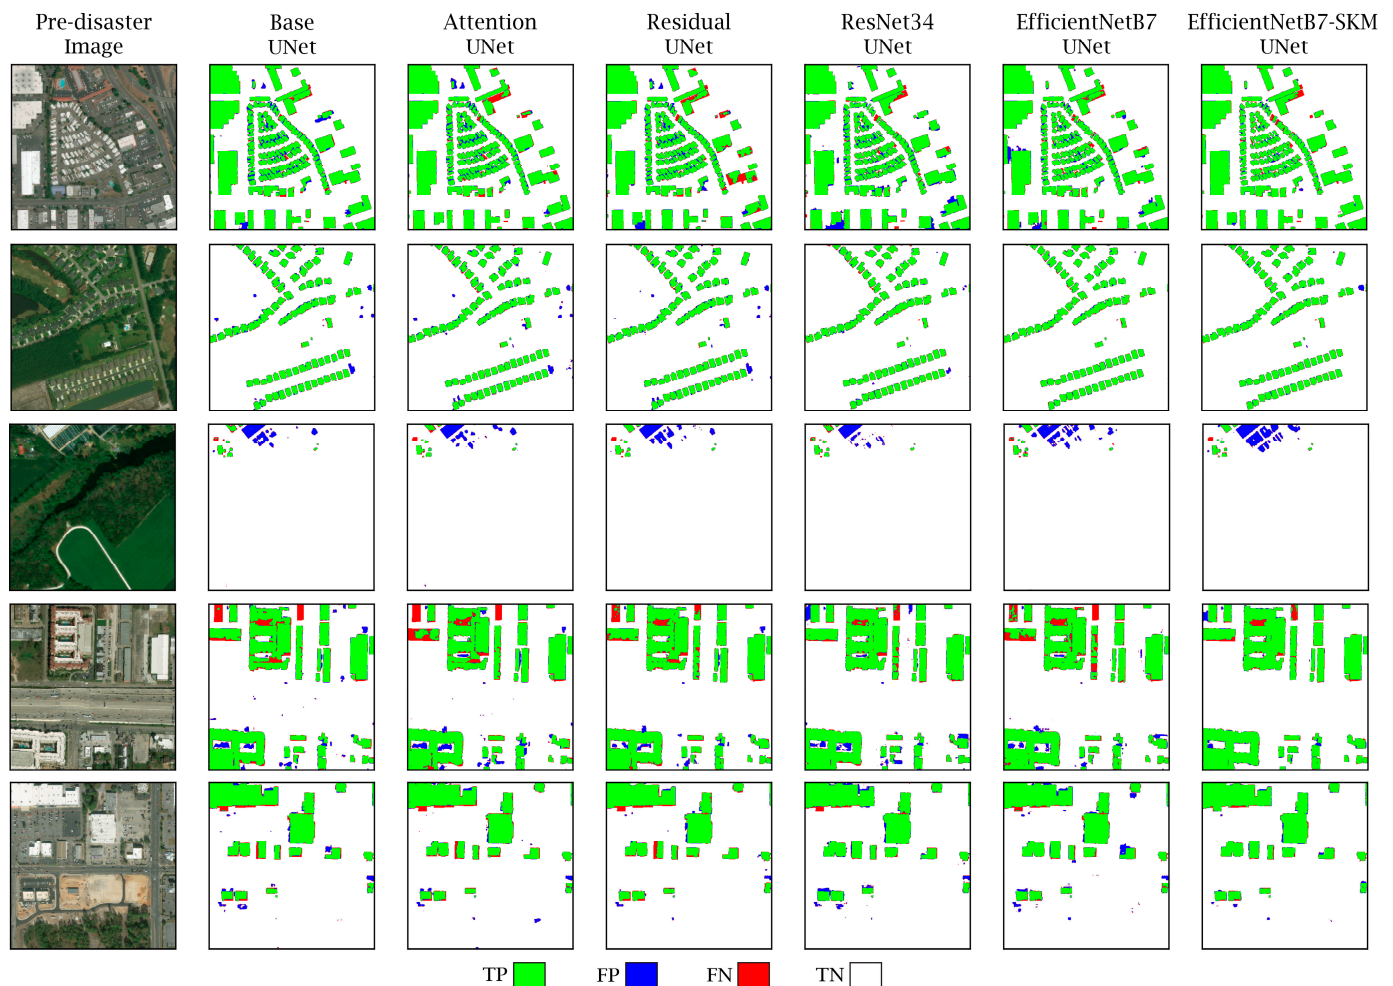 Pre-disaster
Image
Base
UNet
Attention
UNet
Residual
UNet
ResNet34
UNet
EfficientNetB7
UNet
EfficientNetB7-SKM
UNet
TP
FP
FN
TN